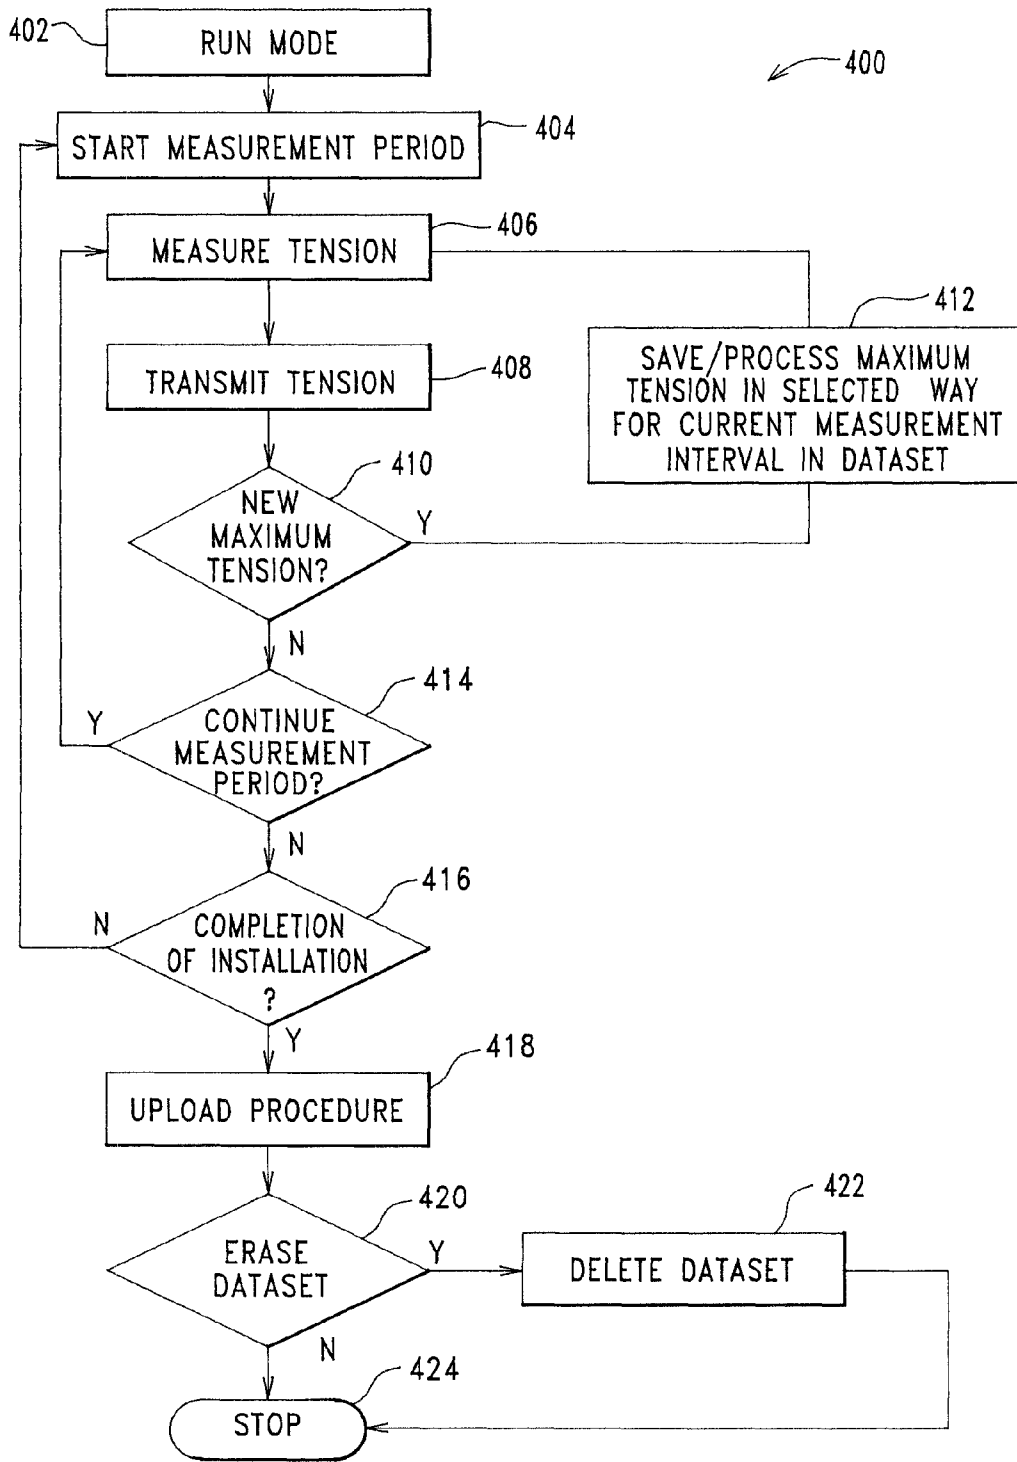 402
RUN MODE
400
404
START MEASUREMENT PERIOD
406
MEASURE TENSION
412
SAVE/PROCESS MAXIMUM
TENSION IN SELECTED WAY
FOR CURRENT MEASUREMENT
INTERVAL IN DATASET
408
TRANSMIT TENSION
410
NEW
MAXIMUM
TENSION?
Y
N
414
Y
CONTINUE
MEASUREMENT
PERIOD?
N
416
N
COMPLETION
OF INSTALLATION
?
Y
418
UPLOAD PROCEDURE
420
422
ERASE
DATASET
Y
DELETE DATASET
N
424
STOP